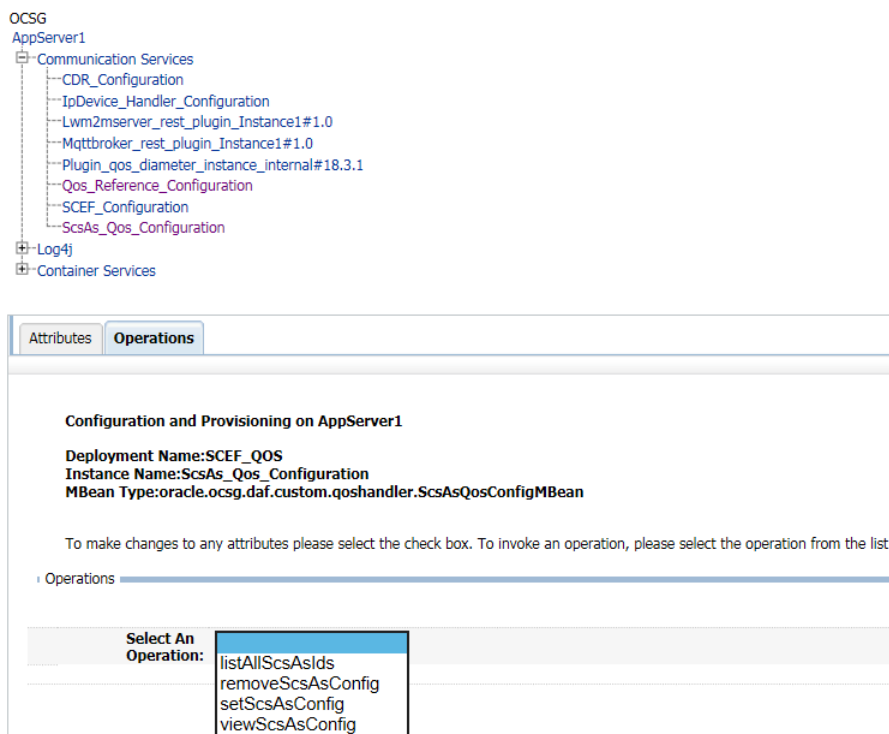 OCSG
AppServer1
Communication Services
CDR_Configuration
IpDevice_Handler_Configuration
Lwm2mserver_rest_plugin_Instance1#1.0
Mqttbroker_rest_plugin_Instance1#1.0
Plugin_qos_diameter_instance_internal#18.3.1
Qos_Reference_Configuration
SCEF_Configuration
ScsAs_Qos_Configuration
Log4j
Container Services
Attributes Operations
Configuration and Provisioning on AppServer1
Deployment Name:SCEF_QOS
Instance Name:ScsAs_Qos_Configuration
MBean Type:oracle.ocsg.daf.custom.qoshandler.ScsAsQosConfigMBean
To make changes to any attributes please select the check box. To invoke an operation, please select the operation from the list
Operations
Select An
Operation:
listAllScsAsIds
removeScsAsConfig
setScsAsConfig
viewScsAsConfig